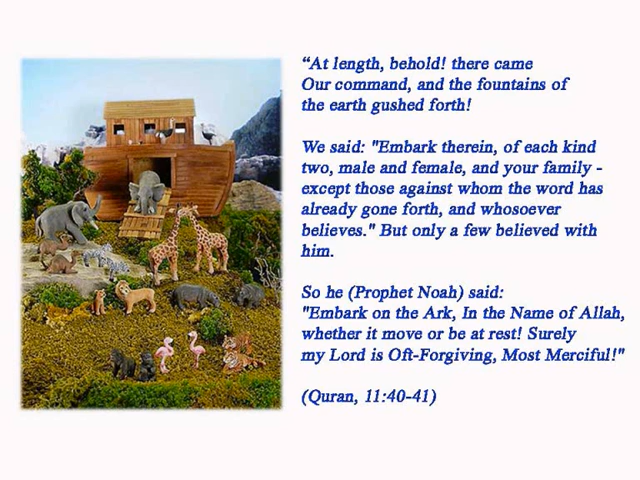 “At length, behold! there came
Our command, and the fountains of
the earth gushed forth!
We said: "Embark therein, of each kind
two, male and female, and your family -
except those against whom the word has
already gone forth, and whosoever
believes." But only a few believed with
him.
So he (Prophet Noah) said:
"Embark on the Ark, In the Name of Allah,
whether it move or be at rest! Surely
my Lord is Oft-Forgiving, Most Merciful!"
(Quran, 11:40-41)